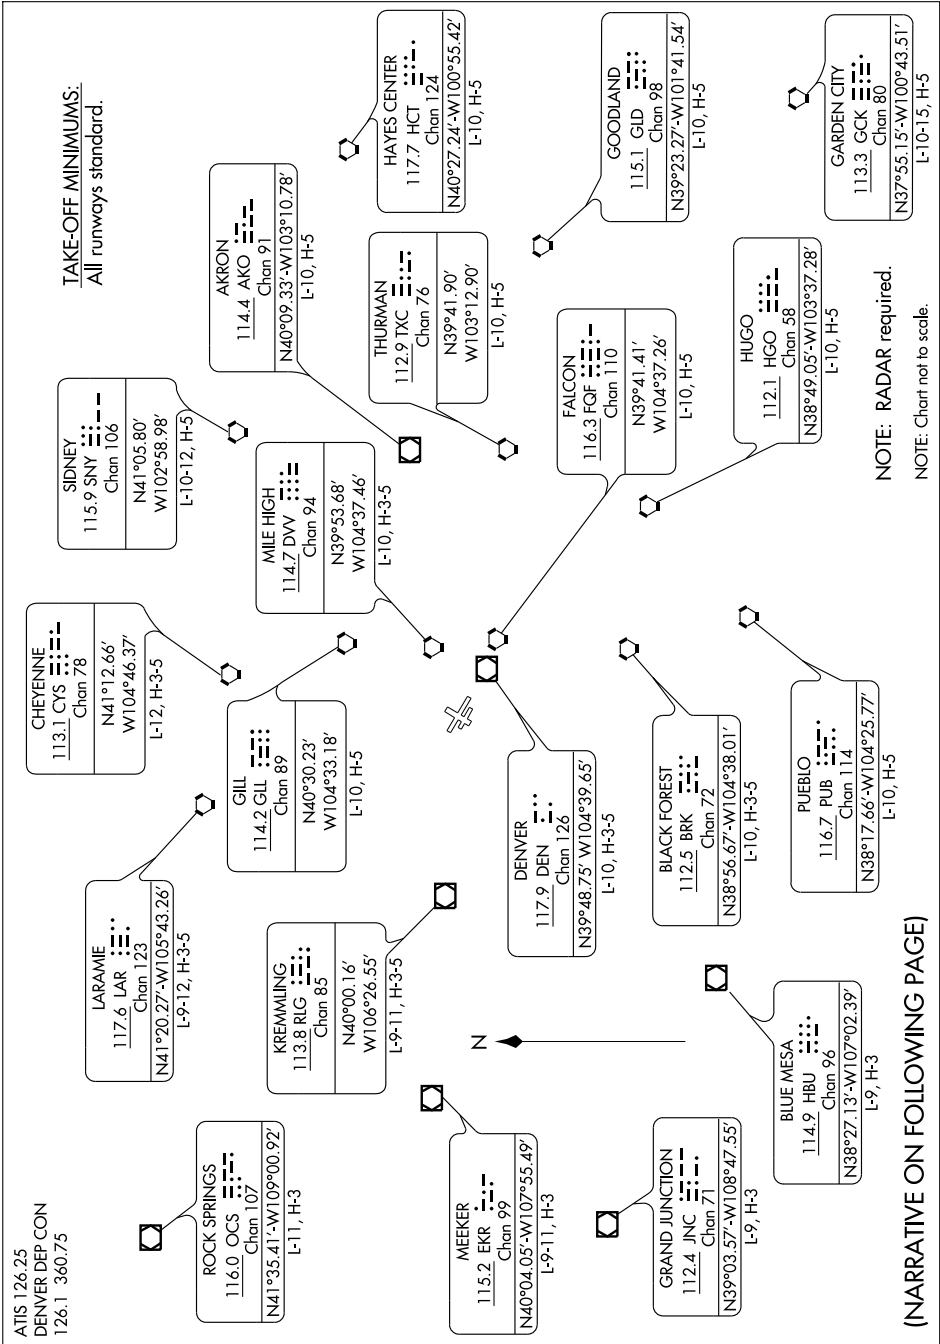 ATIS 126.25
DENVER DEP CON
126.1 360.75
TAKE-OFF MINIMUMS:
All runways standard.
ROCK SPRINGS
116.0 OCS
Chan 107
N41°35.41'-W109°00.92'
L-11, H-3
LARAMIE
117.6 LAR
Chan 123
N41°20.27'-W105°43.26'
L-9-12, H-3-5
CHEYENNE
113.1 CYS
Chan 78
N41°12.66'
W104°46.37'
L-12, H-3-5
SIDNEY
115.9 SNY
Chan 106
N41°05.80'
W102°58.98'
L-10-12, H-5
AKRON
114.4 AKO
Chan 91
N40°09.33'-W103°10.78'
L-10, H-5
HAYES CENTER
117.7 HCT
Chan 124
N40°27.24'-W100°55.42'
L-10, H-5
GILL
114.2 GLL
Chan 89
N40°30.23'
W104°33.18'
L-10, H-5
MILE HIGH
114.7 DVV
Chan 94
N39°53.68'
W104°37.46'
L-10, H-3-5
THURMAN
112.9 TXC
Chan 76
N39°41.90'
W103°12.90'
L-10, H-5
KREMMLING
113.8 RLG
Chan 85
N40°00.16'
W106°26.55'
L-9-11, H-3-5
MEEKER
115.2 EKR
Chan 99
N40°04.05'-W107°55.49'
L-9-11, H-3
N
DENVER
117.9 DEN
Chan 126
N39°48.75' W104°39.65'
L-10, H-3-5
FALCON
116.3 FQF
Chan 110
N39°41.41'
W104°37.26'
L-10, H-5
GOODLAND
115.1 GLD
Chan 98
N39°23.27'-W101°41.54'
L-10, H-5
GRAND JUNCTION
112.4 JNC
Chan 71
N39°03.57'-W108°47.55'
L-9, H-3
BLACK FOREST
112.5 BRK
Chan 72
N38°56.67'-W104°38.01'
L-10, H-3-5
HUGO
112.1 HGO
Chan 58
N38°49.05'-W103°37.28'
L-10, H-5
BLUE MESA
114.9 HBU
Chan 96
N38°27.13'-W107°02.39'
L-9, H-3
PUEBLO
116.7 PUB
Chan 114
N38°17.66'-W104°25.77'
L-10, H-5
GARDEN CITY
113.3 GCK
Chan 80
N37°55.15'-W100°43.51'
L-10-15, H-5
NOTE: RADAR required.
NOTE: Chart not to scale.
(NARRATIVE ON FOLLOWING PAGE)